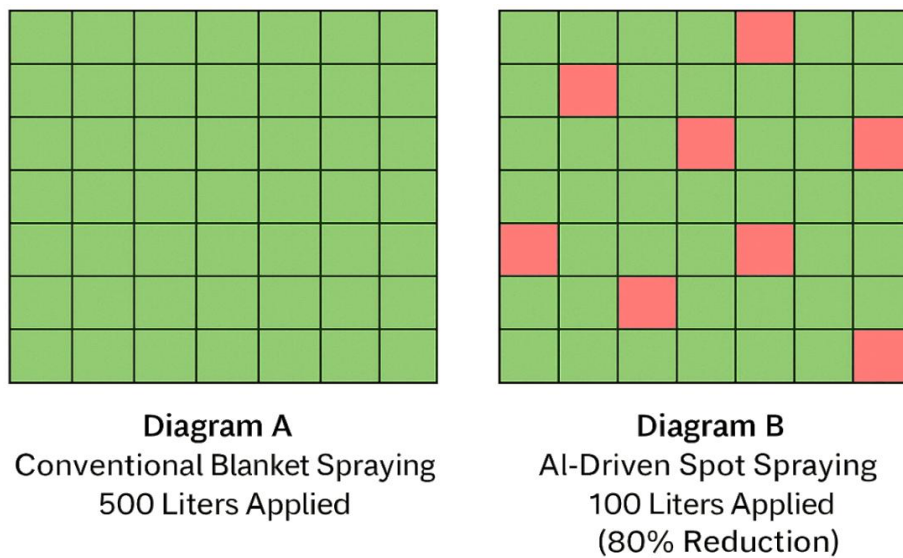 Diagram A
Conventional Blanket Spraying
500 Liters Applied
Diagram B
AI-Driven Spot Spraying
100 Liters Applied
(80% Reduction)